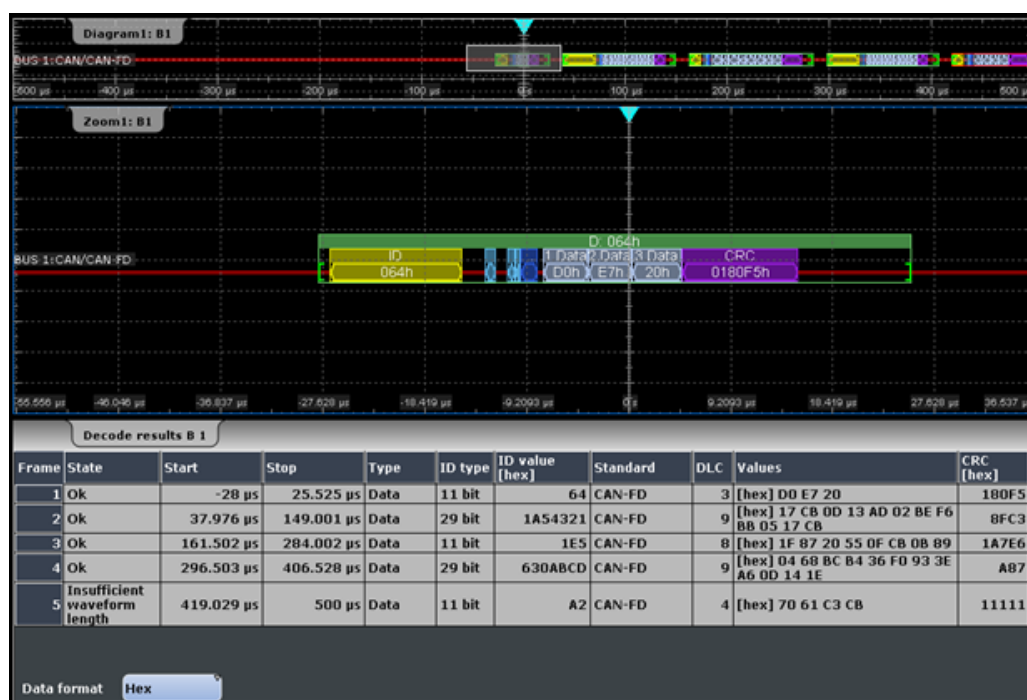 Diagram1: B1
BUS 1:CAN/CAN-FD
-400 µs -300 µs -200 µs -100 µs 0 s 100 µs 200 µs 300 µs 400 µs
Zoom1: B1
D: 064h
BUS 1:CAN/CAN-FD
ID 1 Data 2 Data 3 Data CRC
064h D0h E7h 20h 0180F5h
-46.046 µs -36.837 µs -27.628 µs -18.419 µs -9.2093 µs 0 s 9.2093 µs 18.419 µs 27.628 µs
Decode results B 1
Frame State Start Stop Type ID type ID value [hex] Standard DLC Values CRC [hex]
1 Ok -28 µs 25.525 µs Data 11 bit 64 CAN-FD 3 [hex] D0 E7 20 180F5
2 Ok 37.976 µs 149.001 µs Data 29 bit 1A54321 CAN-FD 9 [hex] 17 CB 0D 13 AD 02 BE F6
BB 05 17 CB 8FC3
3 Ok 161.502 µs 284.002 µs Data 11 bit 1E5 CAN-FD 8 [hex] 1F 87 20 55 0F CB 0B 89 1A7E6
4 Ok 296.503 µs 406.528 µs Data 29 bit 630ABCD CAN-FD 9 [hex] 04 68 BC B4 36 F0 93 3E
A6 0D 14 1E A87
5 Insufficient
waveform
length 419.029 µs 500 µs Data 11 bit A2 CAN-FD 4 [hex] 70 61 C3 CB 11111
Data format Hex